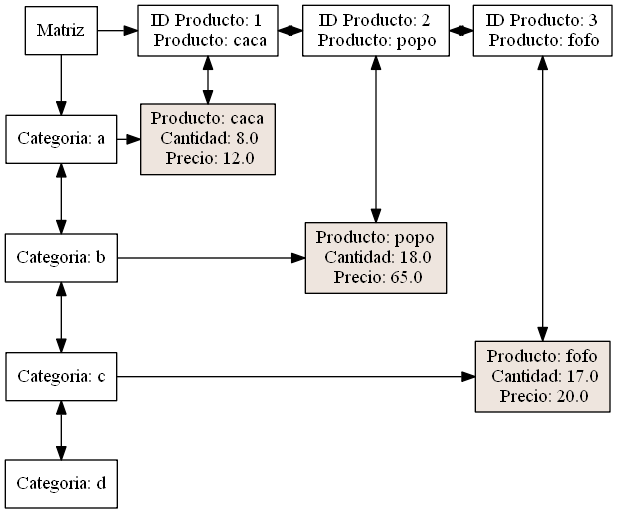 Matriz
ID Producto: 1
Producto: caca
ID Producto: 2
Producto: popo
ID Producto: 3
Producto: fofo
Categoria: a
Producto: caca
Cantidad: 8.0
Precio: 12.0
Categoria: b
Producto: popo
Cantidad: 18.0
Precio: 65.0
Categoria: c
Producto: fofo
Cantidad: 17.0
Precio: 20.0
Categoria: d